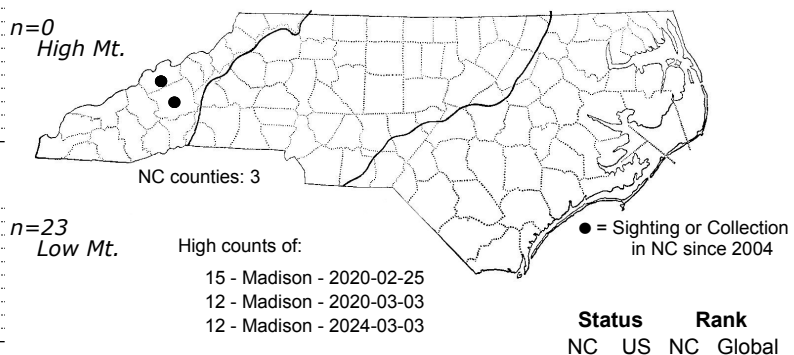 n=0
High Mt.
NC counties: 3
n=23
Low Mt.
High counts of:
15 - Madison - 2020-02-25
12 - Madison - 2020-03-03
12 - Madison - 2024-03-03
● = Sighting or Collection
in NC since 2004
Status Rank
NC US NC Global